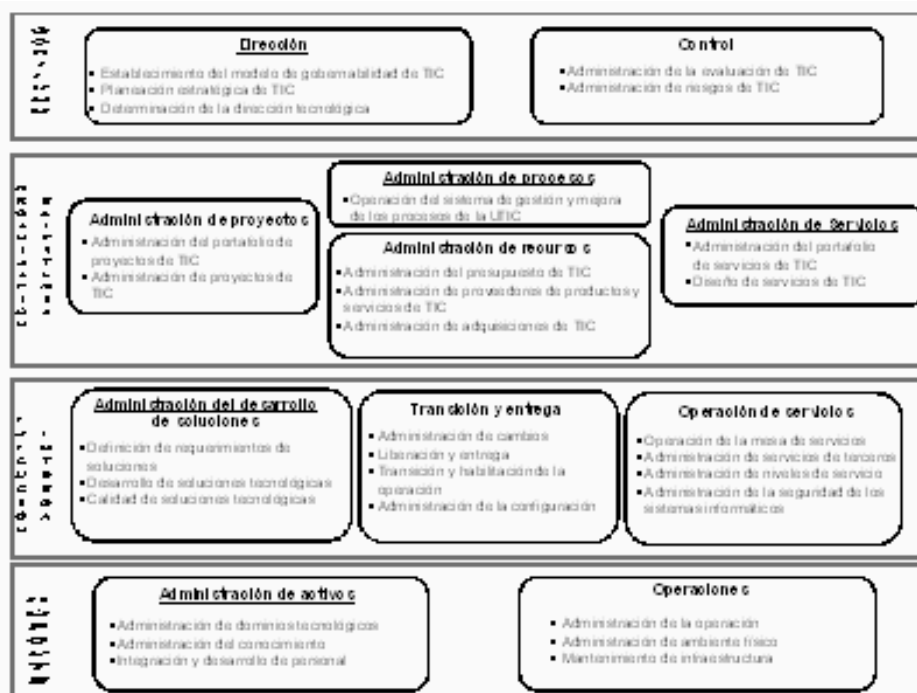 Dirección
Establecimiento del modelo de gobernabilidad de TIC
Planeación estratégica de TIC
Determinación de la dirección tecnológica
Control
Administración de la evaluación de TIC
Administración de riesgos de TIC
Administración de procesos
Operación del sistema de gestión y mejora
de los procesos de la UTIC
Administración de proyectos
Administración del portafolio de
proyectos de TIC
Administración de proyectos de
TIC
Administración de recursos
Administración del presupuesto de TIC
Administración de proveedores de productos y
servicios de TIC
Administración de adquisiciones de TIC
Administración de Servicios
Administración del portafolio
de servicios de TIC
Diseño de servicios de TIC
Administración del desarrollo
de soluciones
Definición de requerimientos de
soluciones
Desarrollo de soluciones tecnológicas
Calidad de soluciones tecnológicas
Transición y entrega
Administración de cambios
Liberación y entrega
Transición y habilitación de la
operación
Administración de la configuración
Operación de servicios
Operación de la mesa de servicios
Administración de servicios de terceros
Administración de niveles de servicio
Administración de la seguridad de los
sistemas informáticos
Administración de activos
Administración de dominios tecnológicos
Administración del conocimiento
Integración y desarrollo de personal
Operaciones
Administración de la operación
Administración de ambiente físico
Mantenimiento de infraestructura